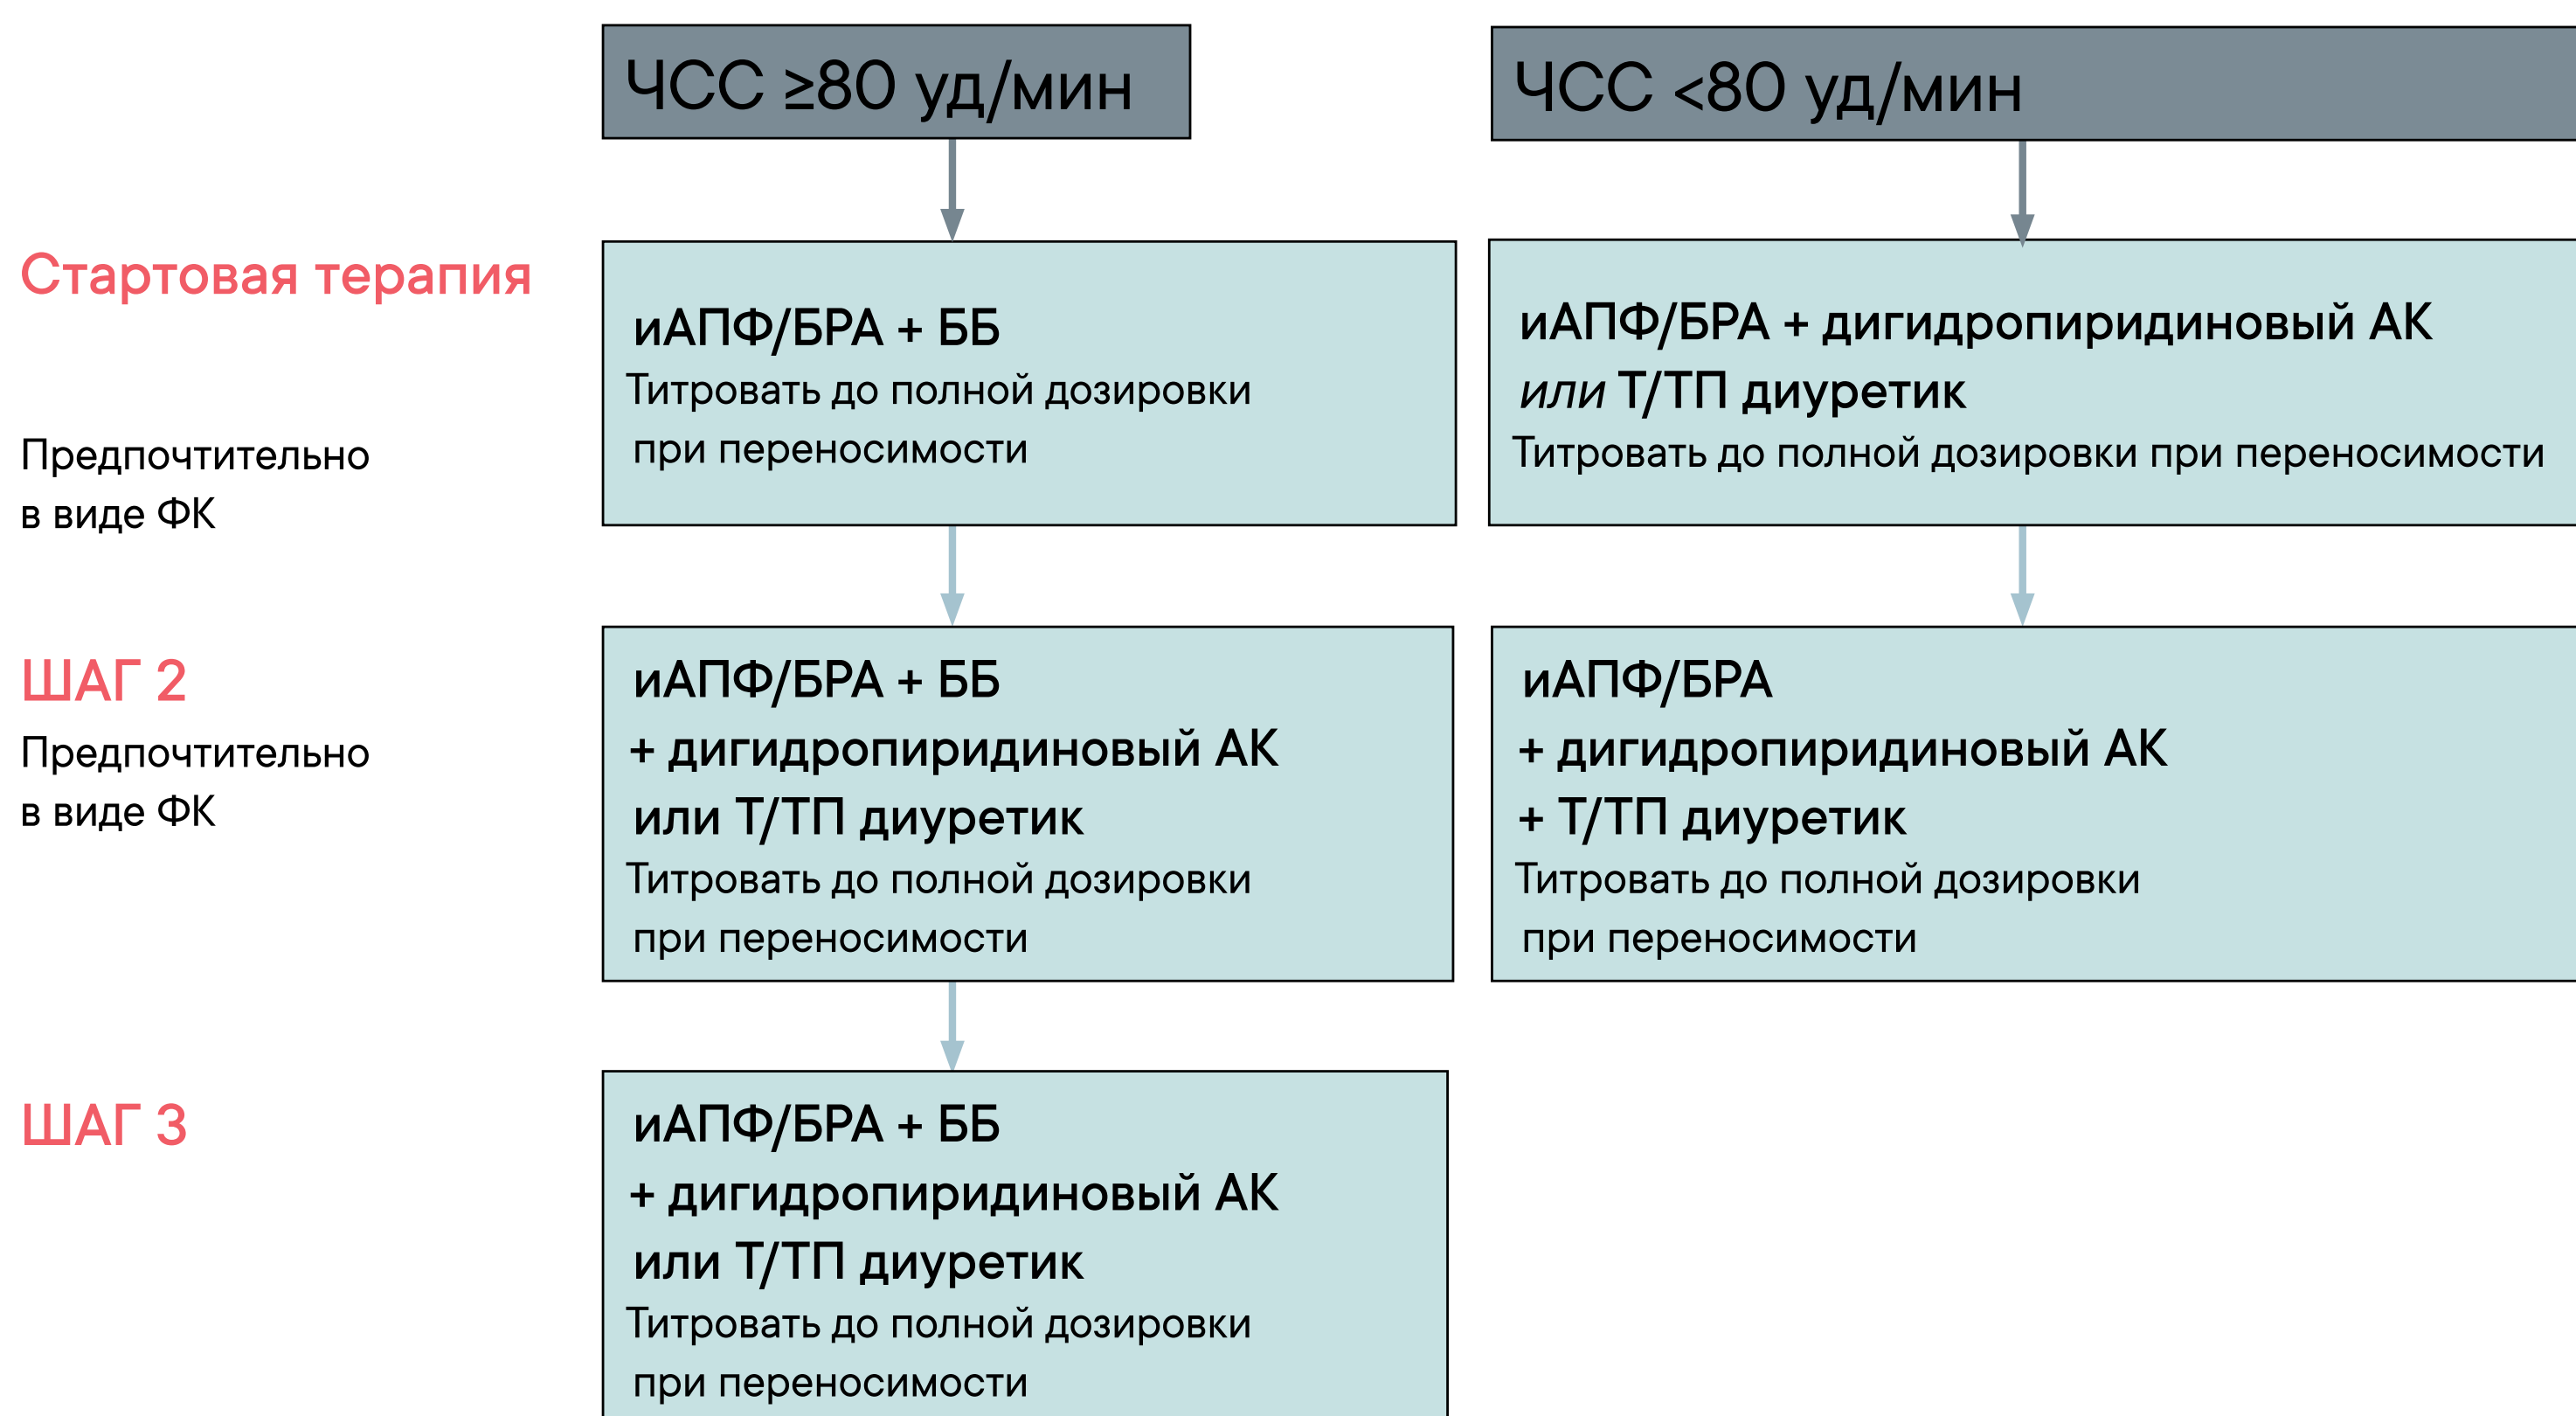 ЧСС ≥80 уд/мин
ЧСС <80 уд/мин
Стартовая терапия
Предпочтительно
в виде ФК
иАПФ/БРА + ББ
Титровать до полной дозировки
при переносимости
иАПФ/БРА + дигидропиридиновый АК
или Т/ТП диуретик
Титровать до полной дозировки при переносимости
ШАГ 2
Предпочтительно
в виде ФК
иАПФ/БРА + ББ
+ дигидропиридиновый АК
или Т/ТП диуретик
Титровать до полной дозировки
при переносимости
иАПФ/БРА
+ дигидропиридиновый АК
+ Т/ТП диуретик
Титровать до полной дозировки
при переносимости
ШАГ 3
иАПФ/БРА + ББ
+ дигидропиридиновый АК
или Т/ТП диуретик
Титровать до полной дозировки
при переносимости